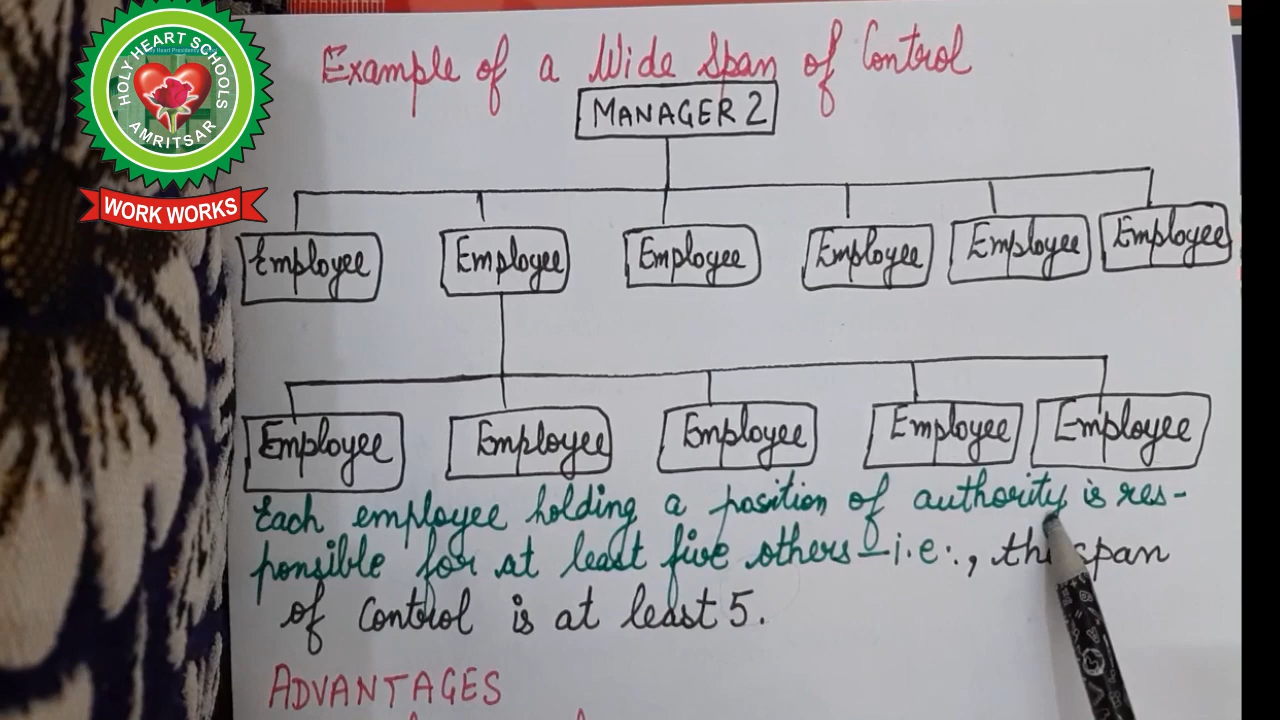 HOLY HEART SCHOOLS
AMRITSAR
WORK WORKS
Example of a Wide Span of Control
MANAGER 2
Employee Employee Employee Employee Employee Employee
Employee Employee Employee Employee Employee
Each employee holding a position of authority is res-
ponsible for at least five others – i.e., the span
of Control is at least 5.
ADVANTAGES